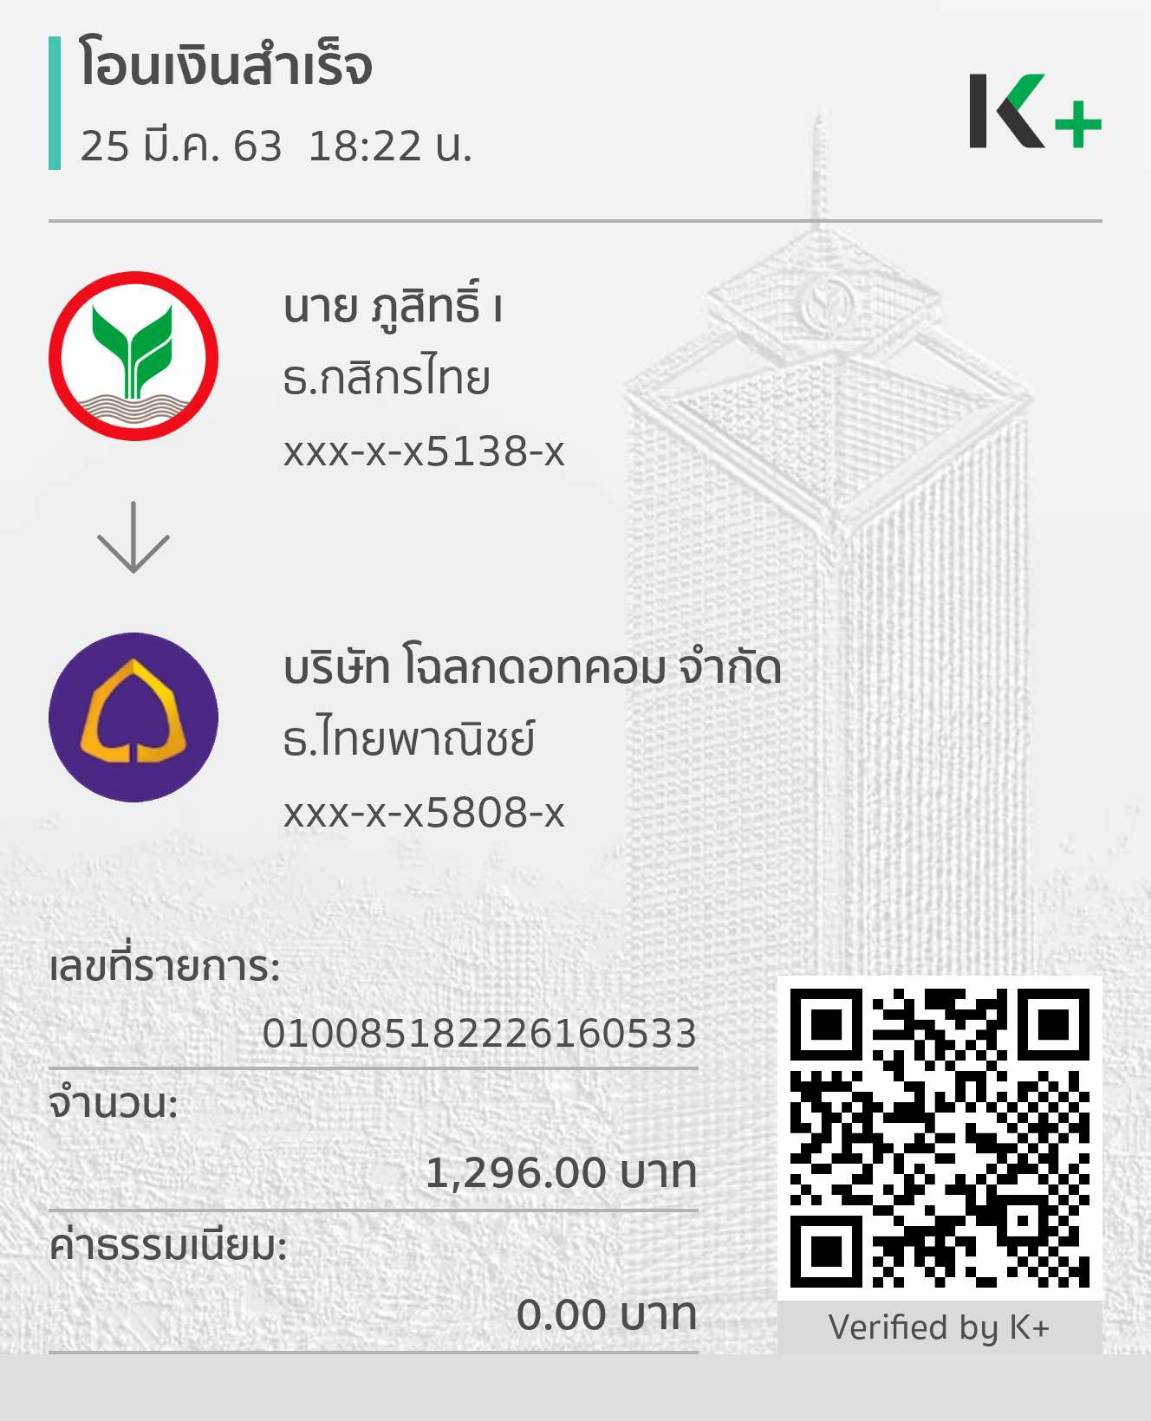 โอนเงินสำเร็จ
25 มี.ค. 63 18:22 น.
K+
นาย ภูสิทธิ์ เ
ธ.กสิกรไทย
xxx-x-x5138-x
บริษัท โฉลกดอทคอม จำกัด
ธ.ไทยพาณิชย์
xxx-x-x5808-x
เลขที่รายการ:
010085182226160533
จำนวน:
1,296.00 บาท
ค่าธรรมเนียม:
0.00 บาท
Verified by K+